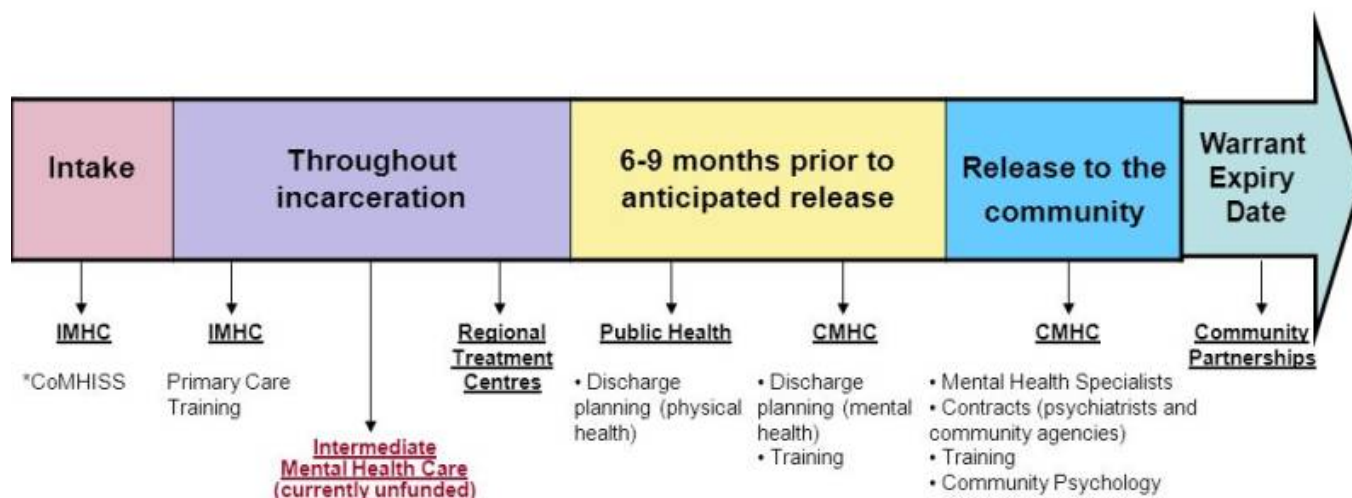 Intake
Throughout
incarceration
6-9 months prior to
anticipated release
Release to the
community
Warrant
Expiry
Date
IMHC
*CoMHISS
IMHC
Primary Care
Training
Intermediate
Mental Health Care
(currently unfunded)
Regional
Treatment
Centres
Public Health
• Discharge
planning (physical
health)
CMHC
• Discharge
planning (mental
health)
• Training
CMHC
• Mental Health Specialists
• Contracts (psychiatrists and
community agencies)
• Training
• Community Psychology
Community
Partnerships